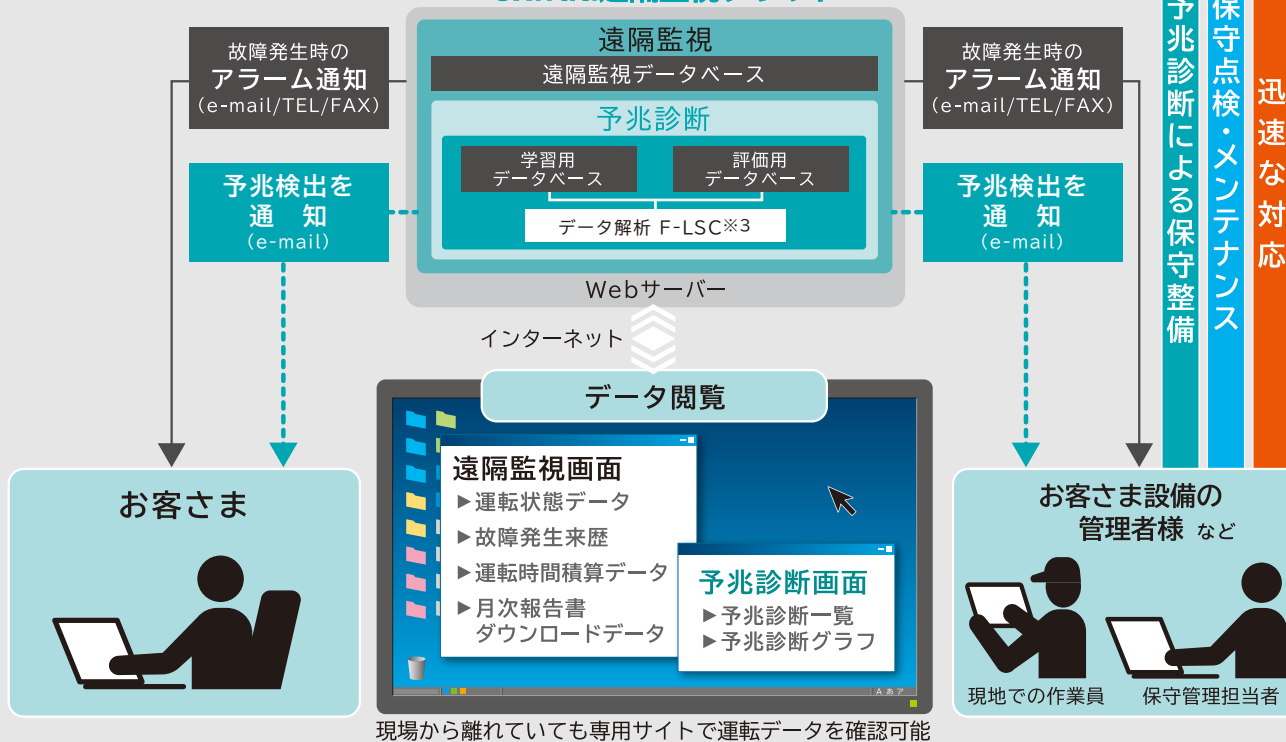 遠隔監視
遠隔監視データベース
予兆診断
学習用
データベース
評価用
データベース
データ解析 F-LSC※3
Webサーバー
故障発生時の
アラーム通知
(e-mail/TEL/FAX)
予兆検出を
通 知
(e-mail)
故障発生時の
アラーム通知
(e-mail/TEL/FAX)
予兆検出を
通 知
(e-mail)
予兆診断による保守整備
保守点検・メンテナンス
迅速な対応
インターネット
データ閲覧
遠隔監視画面
▶運転状態データ
▶故障発生来歴
▶運転時間積算データ
▶月次報告書
ダウンロードデータ
予兆診断画面
▶予兆診断一覧
▶予兆診断グラフ
A あ ア
お客さま
お客さま設備の
管理者様 など
現地での作業員
保守管理担当者
現場から離れていても専用サイトで運転データを確認可能